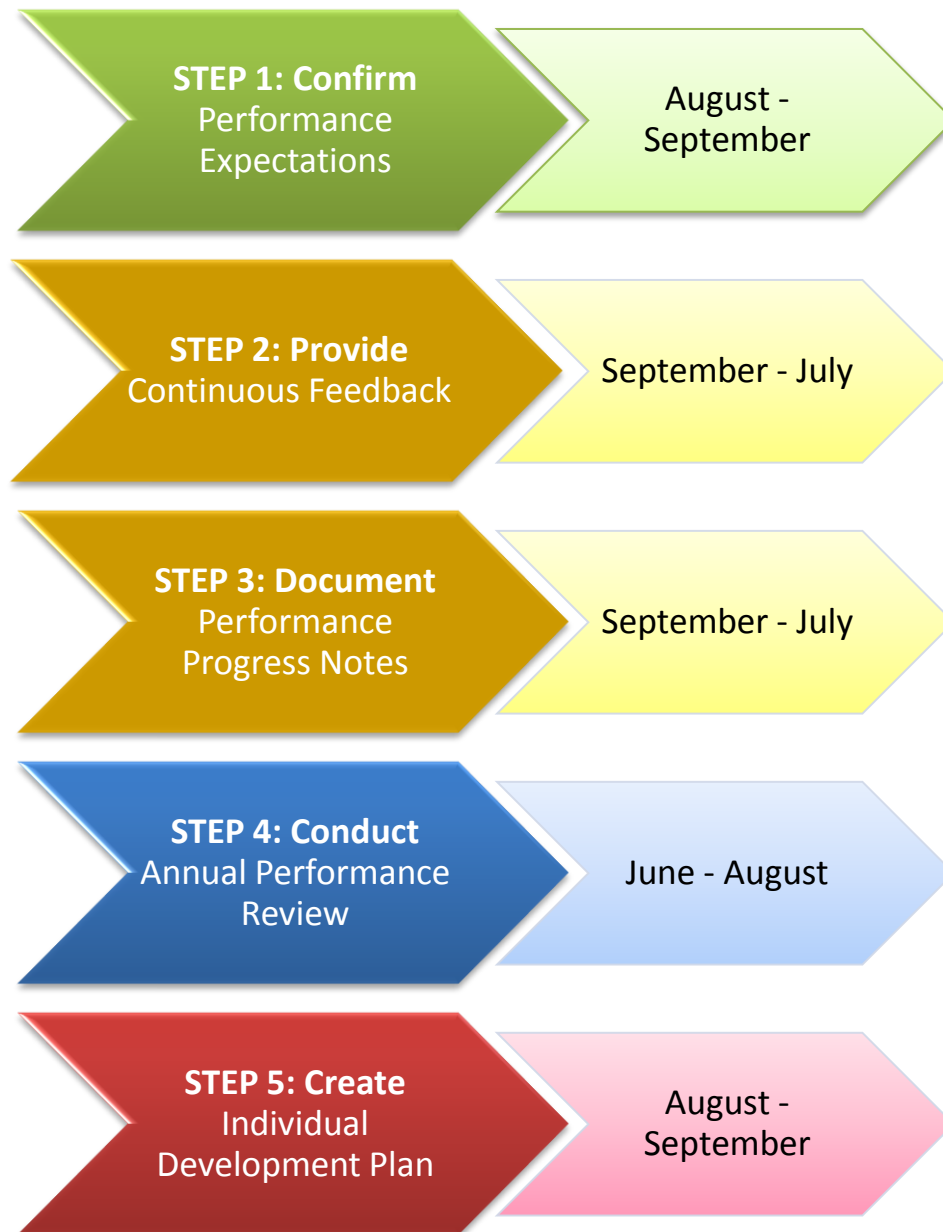 STEP 1: Confirm
Performance
Expectations
August -
September
STEP 2: Provide
Continuous Feedback
September - July
STEP 3: Document
Performance
Progress Notes
September - July
STEP 4: Conduct
Annual Performance
Review
June - August
STEP 5: Create
Individual
Development Plan
August -
September